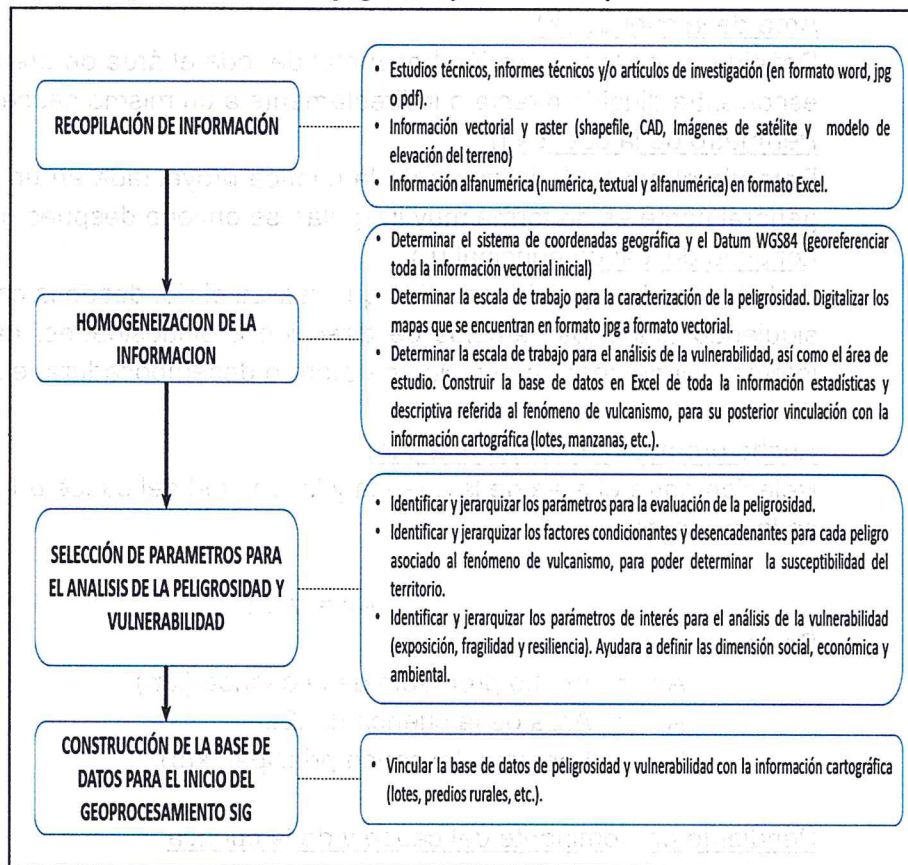 RECOPILACIÓN DE INFORMACIÓN
• Estudios técnicos, informes técnicos y/o artículos de investigación (en formato word, jpg
o pdf).
• Información vectorial y raster (shapefile, CAD, Imágenes de satélite y modelo de
elevación del terreno)
• Información alfanumérica (numérica, textual y alfanumérica) en formato Excel.
HOMOGENEIZACION DE LA
INFORMACION
• Determinar el sistema de coordenadas geográfica y el Datum WGS84 (georeferenciar
toda la información vectorial inicial)
• Determinar la escala de trabajo para la caracterización de la peligrosidad. Digitalizar los
mapas que se encuentran en formato jpg a formato vectorial.
• Determinar la escala de trabajo para el análisis de la vulnerabilidad, así como el área de
estudio. Construir la base de datos en Excel de toda la información estadísticas y
descriptiva referida al fenómeno de vulcanismo, para su posterior vinculación con la
información cartográfica (lotes, manzanas, etc.).
SELECCIÓN DE PARAMETROS PARA
EL ANALISIS DE LA PELIGROSIDAD Y
VULNERABILIDAD
• Identificar y jerarquizar los parámetros para la evaluación de la peligrosidad.
• Identificar y jerarquizar los factores condicionantes y desencadenantes para cada peligro
asociado al fenómeno de vulcanismo, para poder determinar la susceptibilidad del
territorio.
• Identificar y jerarquizar los parámetros de interés para el análisis de la vulnerabilidad
(exposición, fragilidad y resiliencia). Ayudara a definir las dimensión social, económica y
ambiental.
CONSTRUCCIÓN DE LA BASE DE
DATOS PARA EL INICIO DEL
GEOPROCESAMIENTO SIG
• Vincular la base de datos de peligrosidad y vulnerabilidad con la información cartográfica
(lotes, predios rurales, etc.).